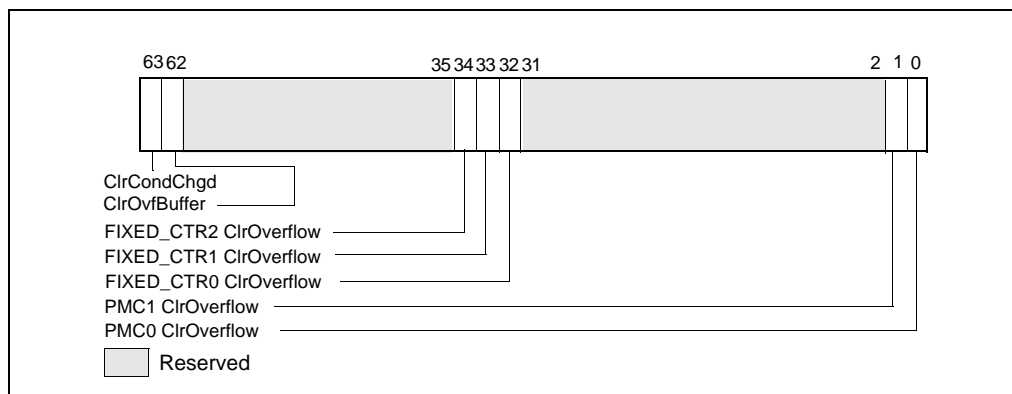 63 62 35 34 33 32 31 2 1 0
ClrCondChgd
ClrOvfBuffer
FIXED_CTR2 ClrOverflow
FIXED_CTR1 ClrOverflow
FIXED_CTR0 ClrOverflow
PMC1 ClrOverflow
PMC0 ClrOverflow
Reserved